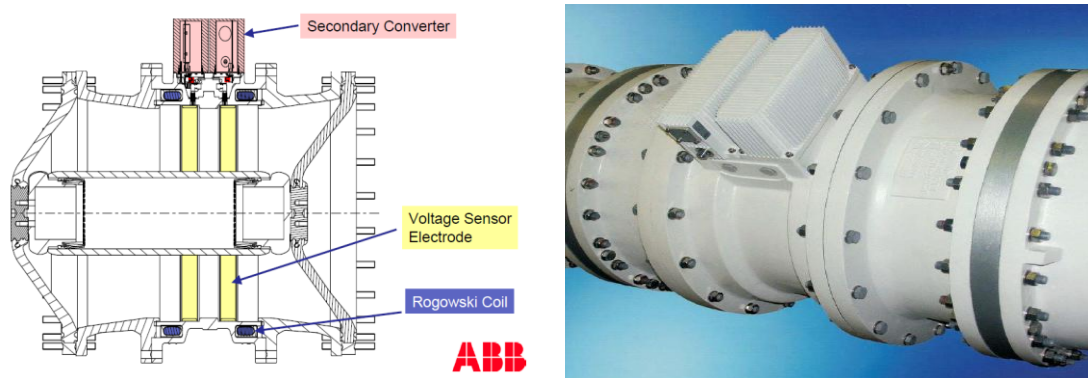 Secondary Converter
Voltage Sensor
Electrode
Rogowski Coil
ABB